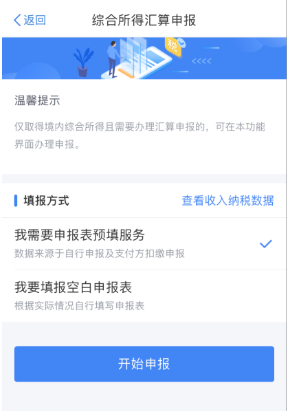 返回
综合所得汇算申报
温馨提示
仅取得境内综合所得且需要办理汇算申报的，可在本功能
界面办理申报。
填报方式
查看收入纳税数据
我需要申报表预填服务
数据来源于自行申报及支付方扣缴申报
我要填报空白申报表
根据实际情况自行填写申报表
开始申报